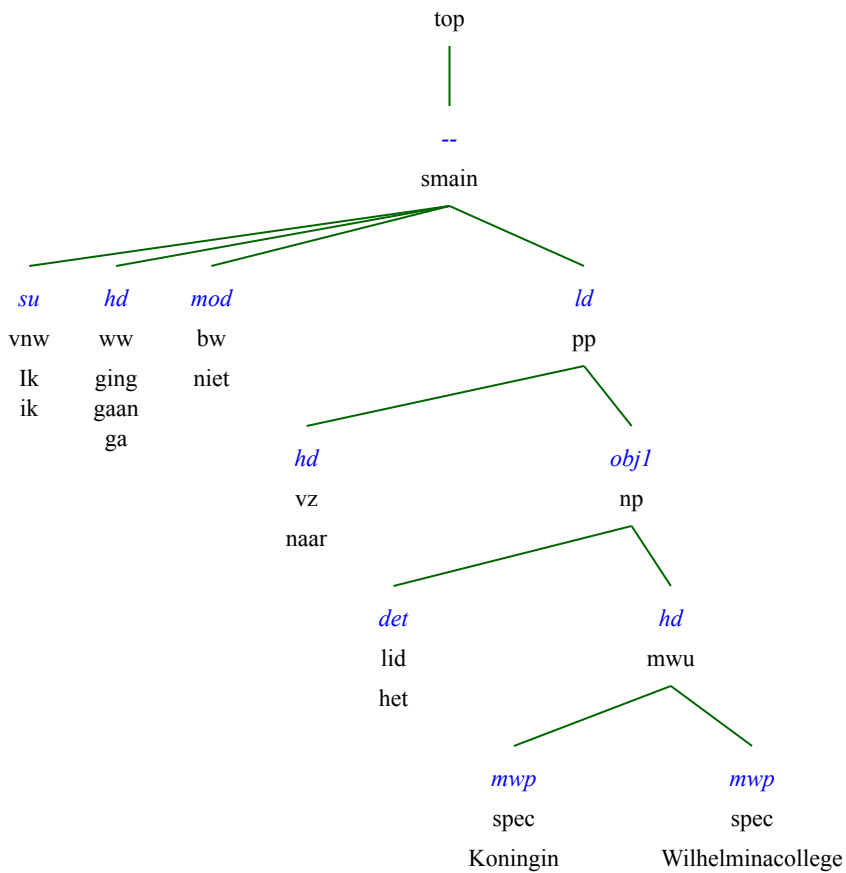 top
--
smain
su hd mod ld
vnw ww bw pp
Ik ging niet
ik gaan
ga
hd obj1
vz np
naar
det hd
lid mwu
het
mwp mwp
spec spec
Koningin Wilhelminacollege